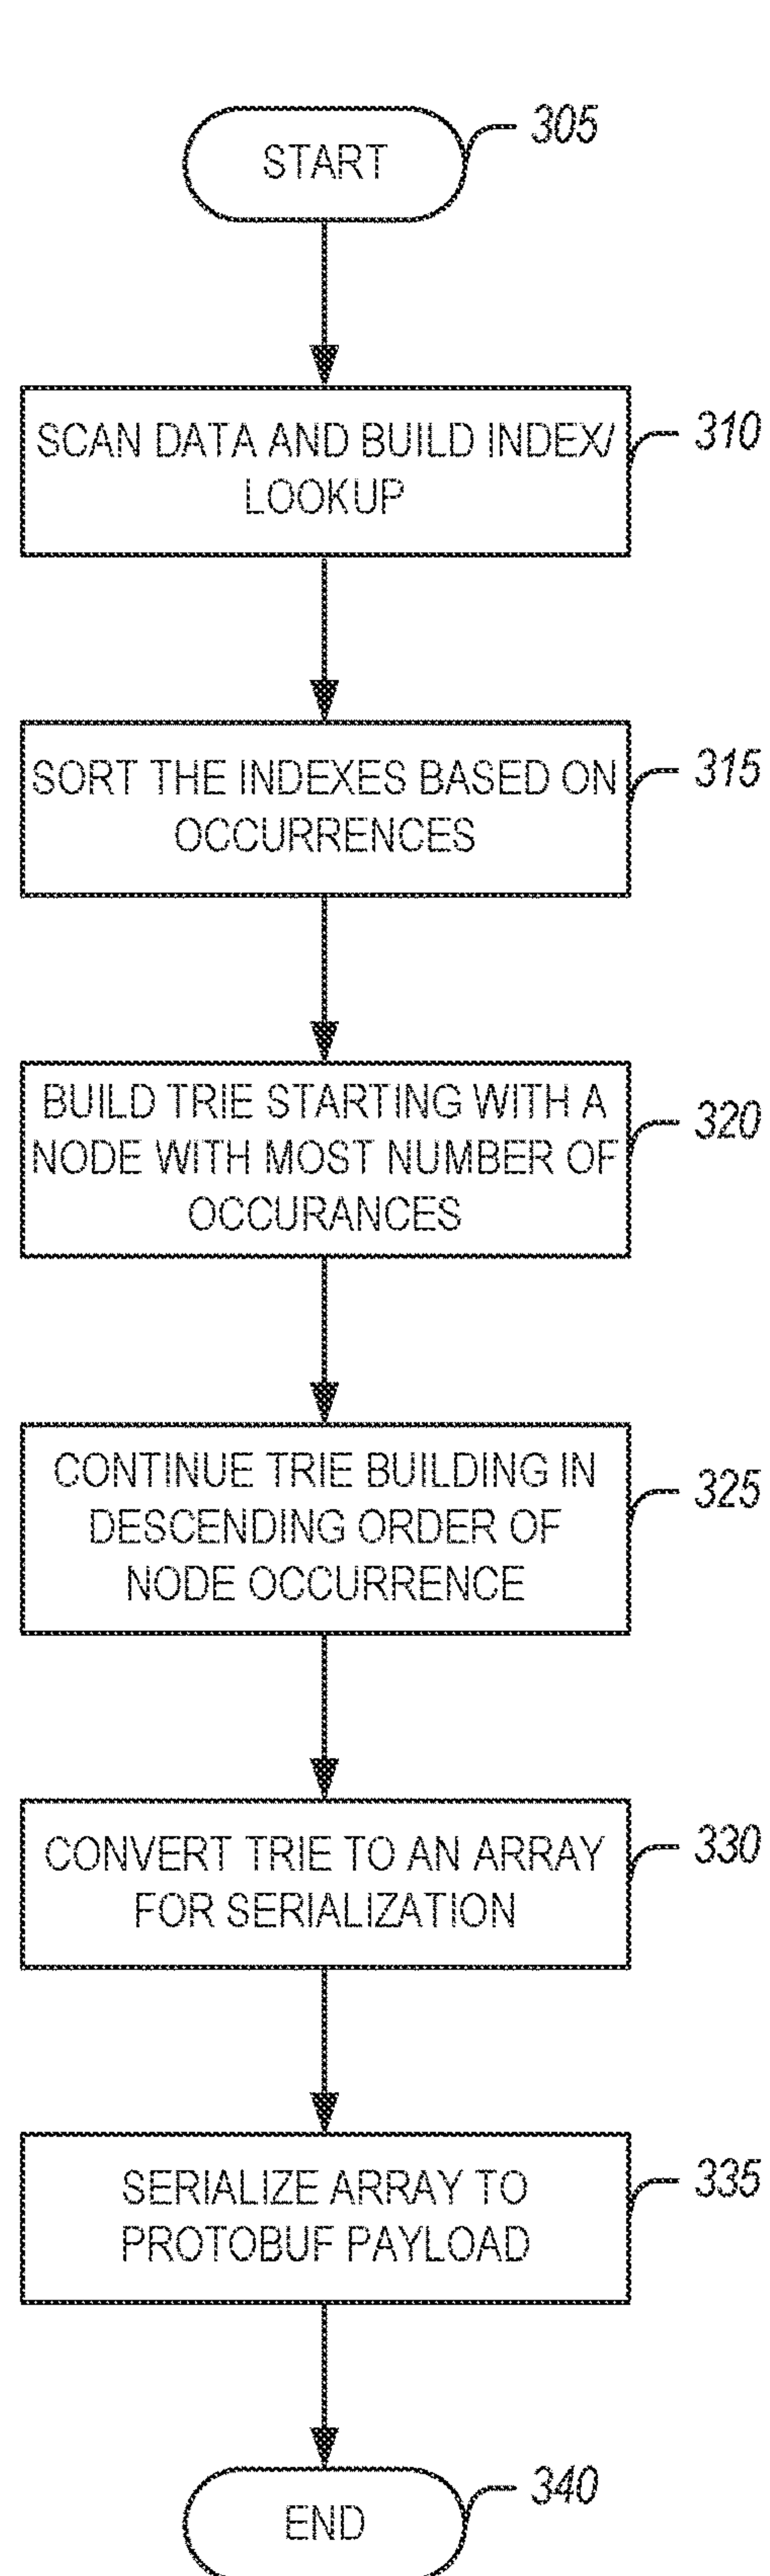 START
305
SCAN DATA AND BUILD INDEX/
LOOKUP
310
SORT THE INDEXES BASED ON
OCCURRENCES
315
BUILD TRIE STARTING WITH A
NODE WITH MOST NUMBER OF
OCCURANCES
320
CONTINUE TRIE BUILDING IN
DESCENDING ORDER OF
NODE OCCURRENCE
325
CONVERT TRIE TO AN ARRAY
FOR SERIALIZATION
330
SERIALIZE ARRAY TO
PROTOBUF PAYLOAD
335
END
340